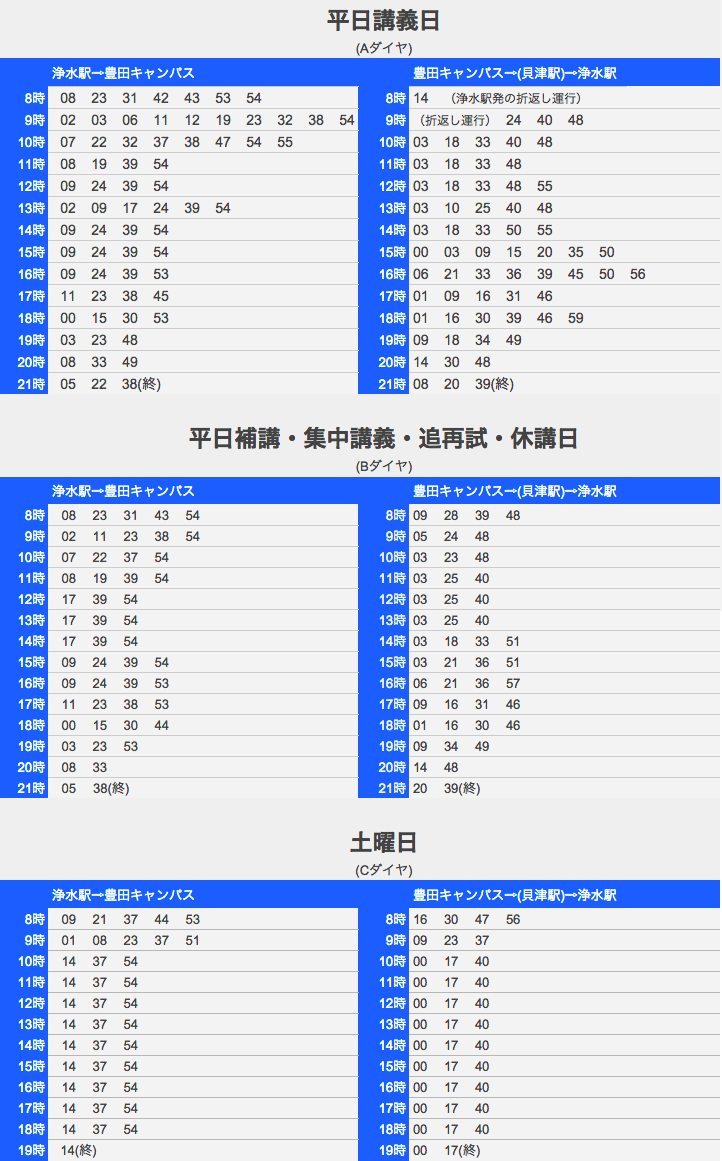 平日講義日
(Aダイヤ)
浄水駅⇒豊田キャンパス 豊田キャンパス⇒(貝津駅)⇒浄水駅
8時 08 23 31 42 43 53 54 8時 14 （浄水駅発の折返し運行）
9時 02 03 06 11 12 19 23 32 38 54 9時 （折返し運行） 24 40 48
10時 07 22 32 37 38 47 54 55 10時 03 18 33 40 48
11時 08 19 39 54 11時 03 18 33 48
12時 09 24 39 54 12時 03 18 33 48 55
13時 02 09 17 24 39 54 13時 03 10 25 40 48
14時 09 24 39 54 14時 03 18 33 50 55
15時 09 24 39 54 15時 00 03 09 15 20 35 50
16時 09 24 39 53 16時 06 21 33 36 39 45 50 56
17時 11 23 38 45 17時 01 09 16 31 46
18時 00 15 30 53 18時 01 16 30 39 46 59
19時 03 23 48 19時 09 18 34 49
20時 08 33 49 20時 14 30 48
21時 05 22 38(終) 21時 08 20 39(終)
平日補講・集中講義・追再試・休講日
(Bダイヤ)
浄水駅⇒豊田キャンパス 豊田キャンパス⇒(貝津駅)⇒浄水駅
8時 08 23 31 43 54 8時 09 28 39 48
9時 02 11 23 38 54 9時 05 24 48
10時 07 22 37 54 10時 03 23 48
11時 08 19 39 54 11時 03 25 40
12時 17 39 54 12時 03 25 40
13時 17 39 54 13時 03 25 40
14時 17 39 54 14時 03 18 33 51
15時 09 24 39 54 15時 03 21 36 51
16時 09 24 39 53 16時 06 21 36 57
17時 11 23 38 53 17時 09 16 31 46
18時 00 15 30 44 18時 01 16 30 46
19時 03 23 53 19時 09 34 49
20時 08 33 20時 14 48
21時 05 38(終) 21時 20 39(終)
土曜日
(Cダイヤ)
浄水駅⇒豊田キャンパス 豊田キャンパス⇒(貝津駅)⇒浄水駅
8時 09 21 37 44 53 8時 16 30 47 56
9時 01 08 23 37 51 9時 09 23 37
10時 14 37 54 10時 00 17 40
11時 14 37 54 11時 00 17 40
12時 14 37 54 12時 00 17 40
13時 14 37 54 13時 00 17 40
14時 14 37 54 14時 00 17 40
15時 14 37 54 15時 00 17 40
16時 14 37 54 16時 00 17 40
17時 14 37 54 17時 00 17 40
18時 14 37 54 18時 00 17 40
19時 14(終) 19時 00 17(終)